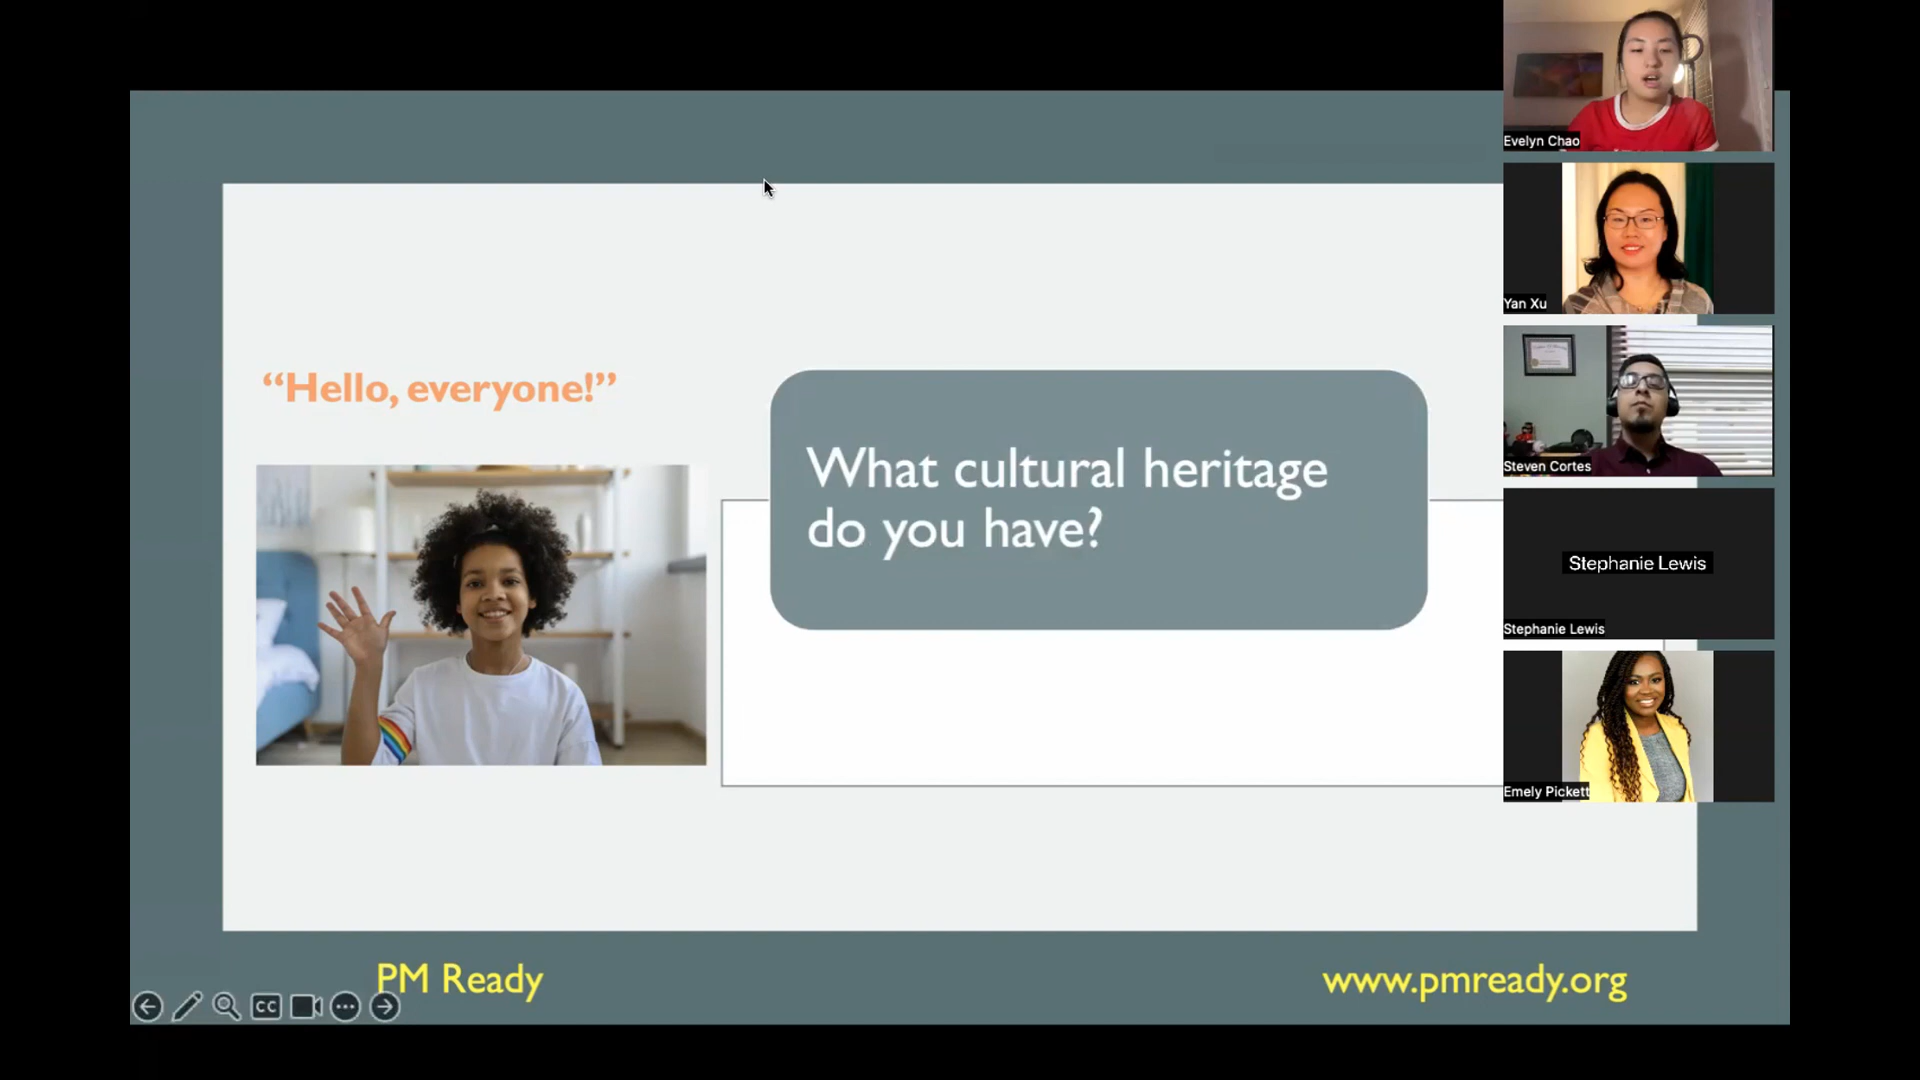 Evelyn Chao
Yan Xu
Steven Cortes
Stephanie Lewis
Stephanie Lewis
Emely Pickett
“Hello, everyone!”
What cultural heritage
do you have?
PM Ready
www.pmready.org
CC